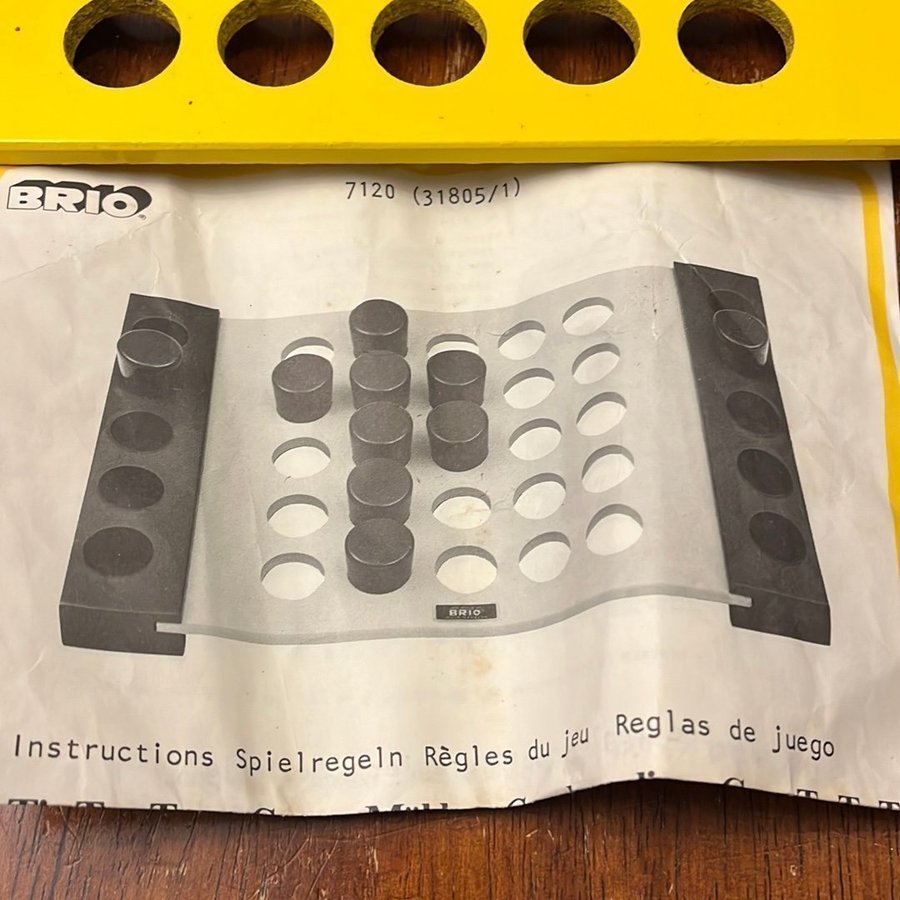 BRIO
7120 (31805/1)
BRIO
Instructions Spielregeln Règles du jeu Reglas de juego